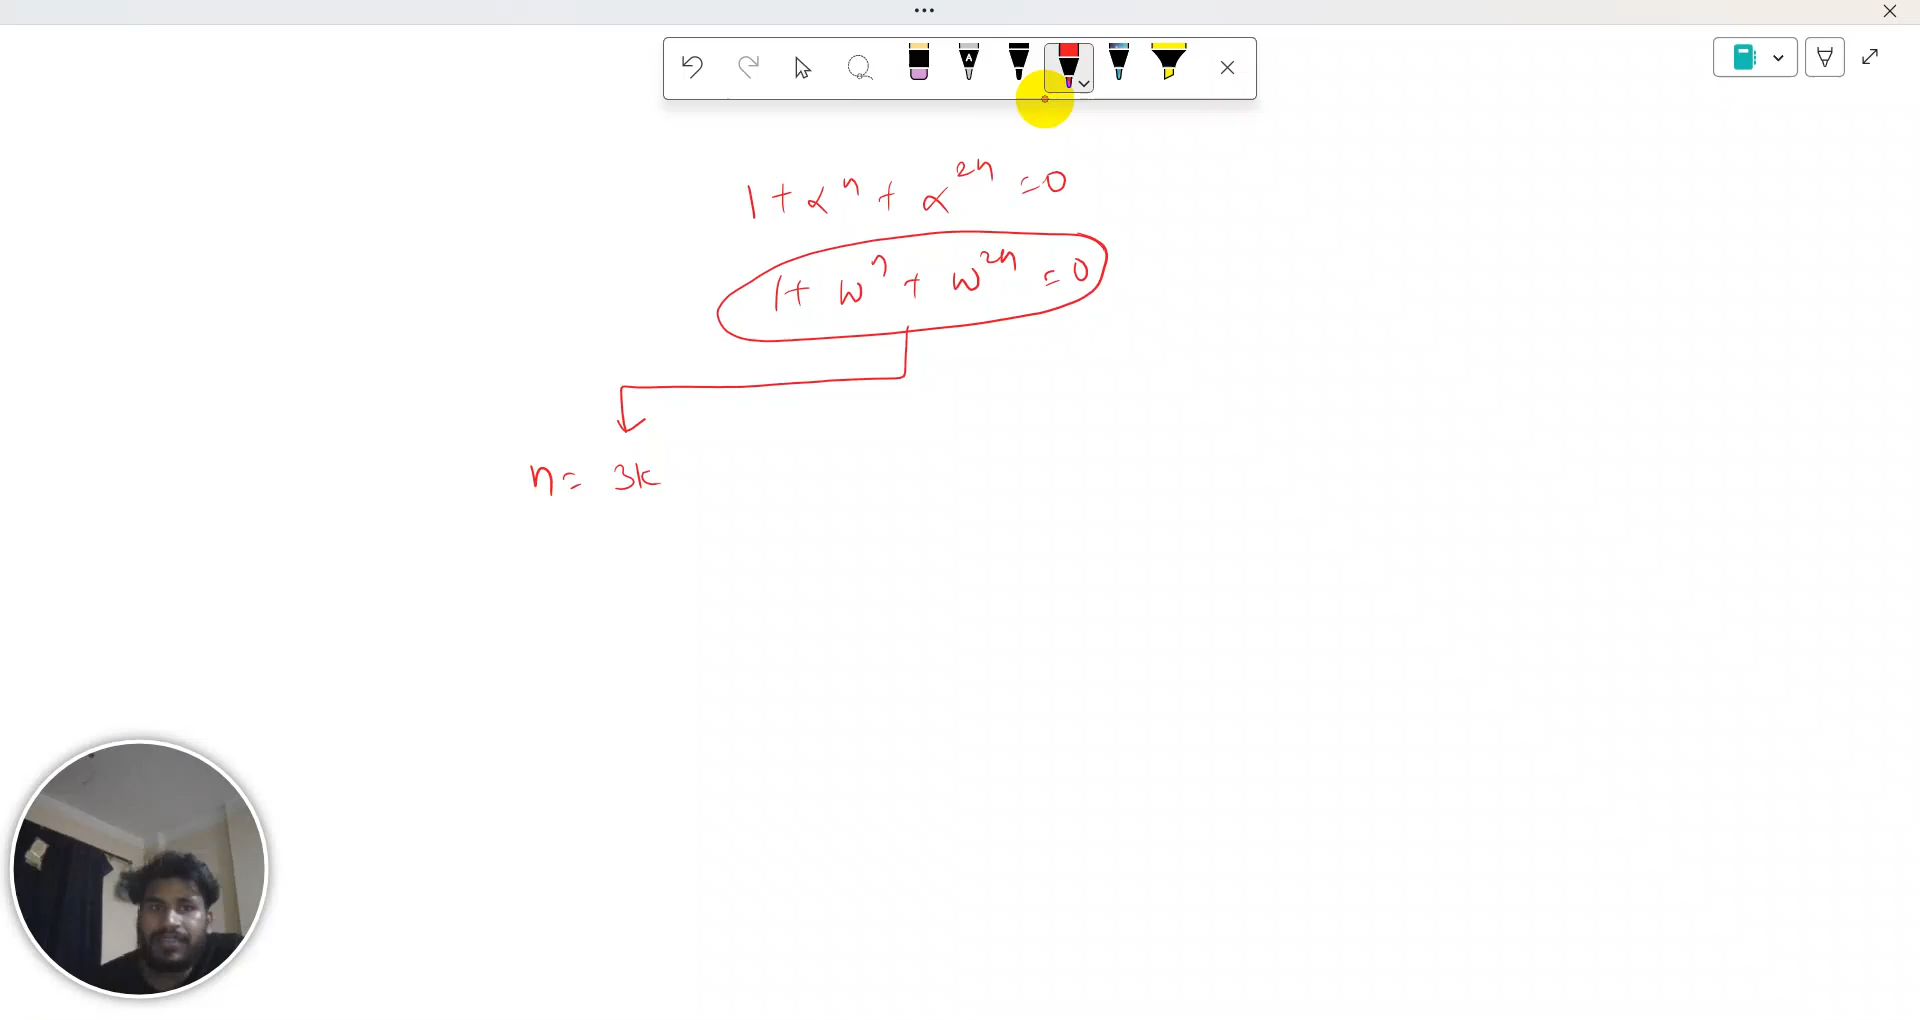 1 + α^n + α^{2n} = 0
1 + ω^n + ω^{2n} = 0
n = 3k